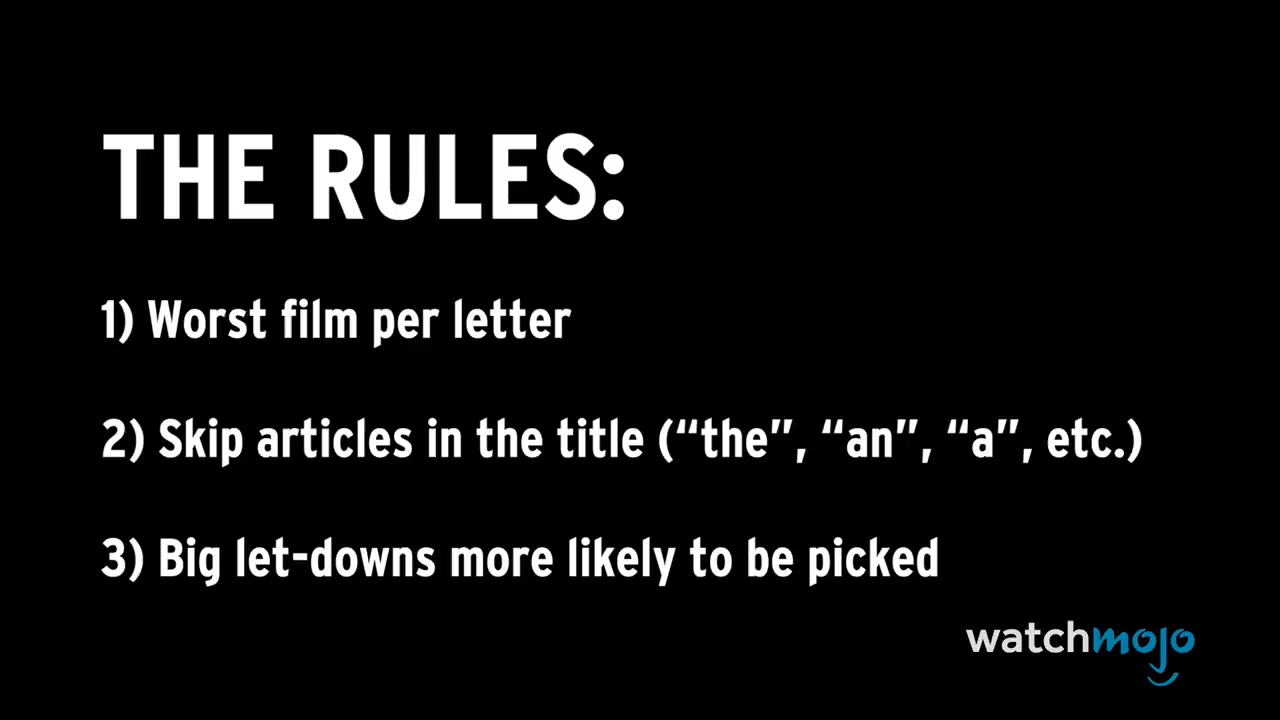 THE RULES:
1) Worst film per letter
2) Skip articles in the title (“the”, “an”, “a”, etc.)
3) Big let-downs more likely to be picked
watchmojo